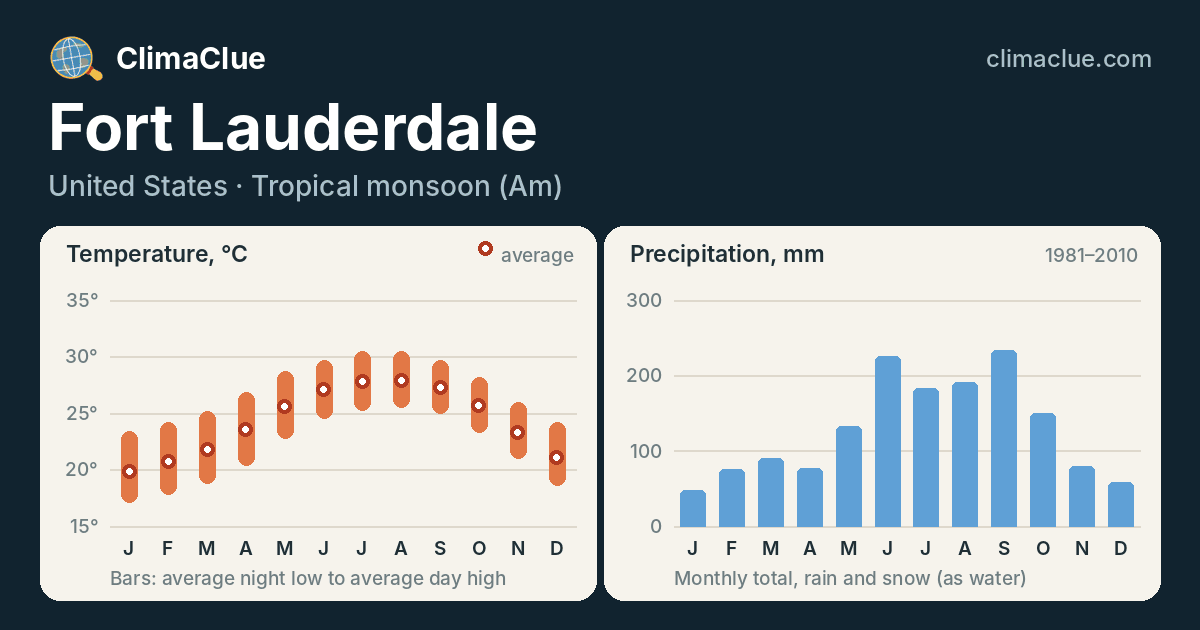 ClimaClue
climaclue.com
Fort Lauderdale
United States · Tropical monsoon (Am)
Temperature, °C
average
35°
30°
25°
20°
15°
J F M A M J J A S O N D
Bars: average night low to average day high
Precipitation, mm
1981–2010
300
200
100
0
J F M A M J J A S O N D
Monthly total, rain and snow (as water)